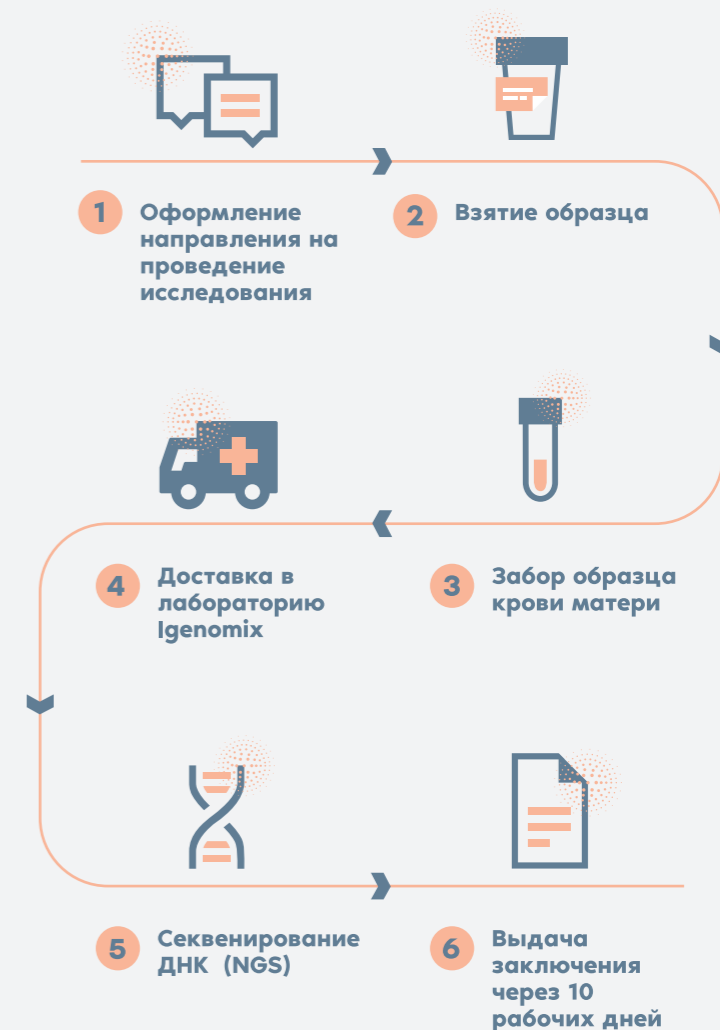 1
Оформление
направления на
проведение
исследования
2
Взятие образца
3
Забор образца
крови матери
4
Доставка в
лабораторию
Igenomix
5
Секвенирование
ДНК (NGS)
6
Выдача
заключения
через 10
рабочих дней